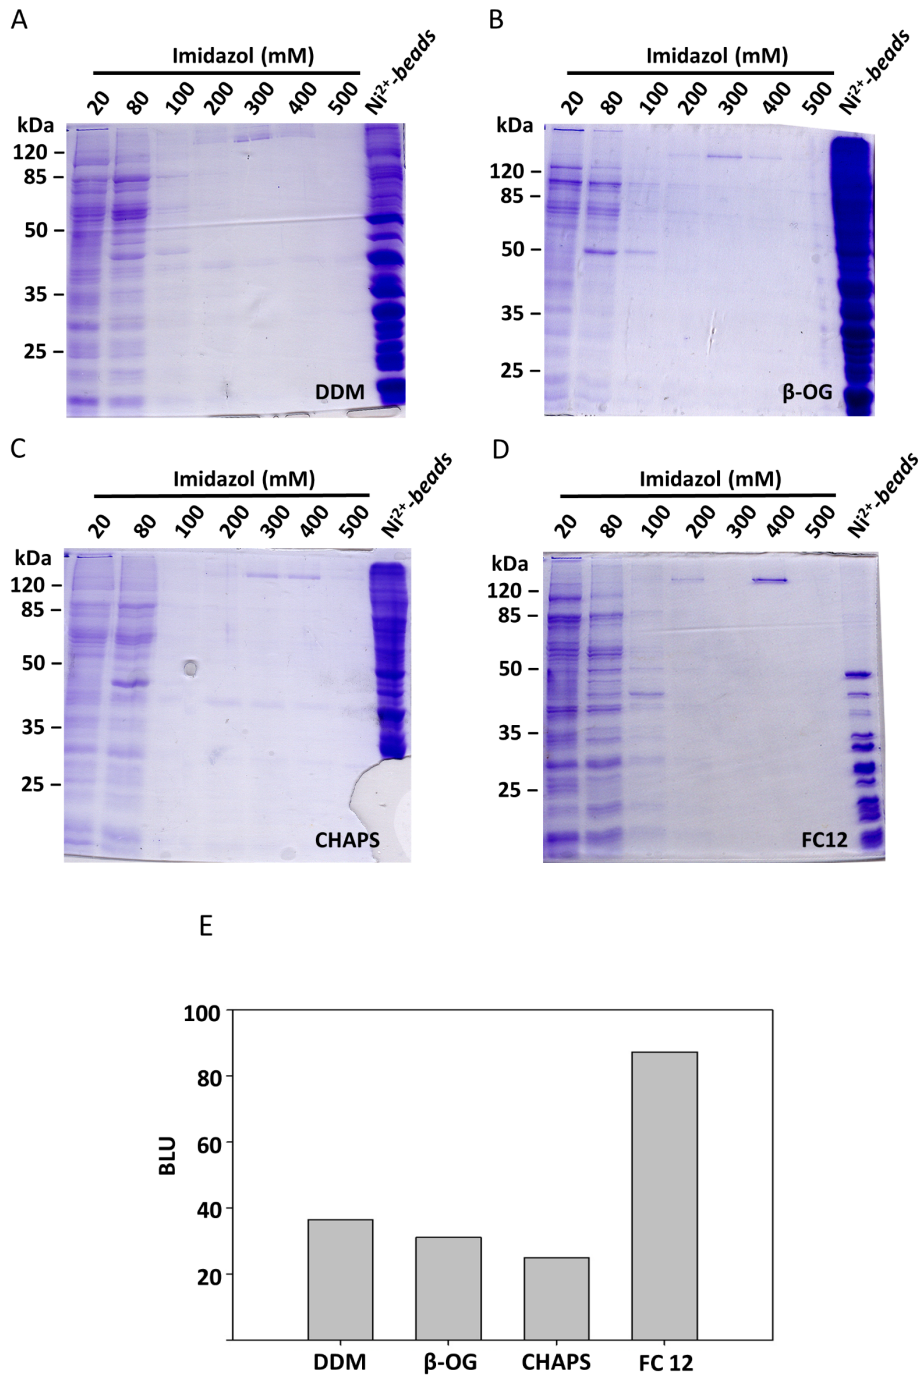 A
Imidazol (mM)
20 80 100 200 300 400 500 Ni²⁺-beads
kDa
120 –
85 –
50 –
35 –
25 –
DDM
B
Imidazol (mM)
20 80 100 200 300 400 500 Ni²⁺-beads
kDa
120 –
85 –
50 –
35 –
25 –
β-OG
C
Imidazol (mM)
20 80 100 200 300 400 500 Ni²⁺-beads
kDa
120 –
85 –
50 –
35 –
25 –
CHAPS
D
Imidazol (mM)
20 80 100 200 300 400 500 Ni²⁺-beads
kDa
120 –
85 –
50 –
35 –
25 –
FC12
E
100
80
60
40
20
BLU
DDM β-OG CHAPS FC 12